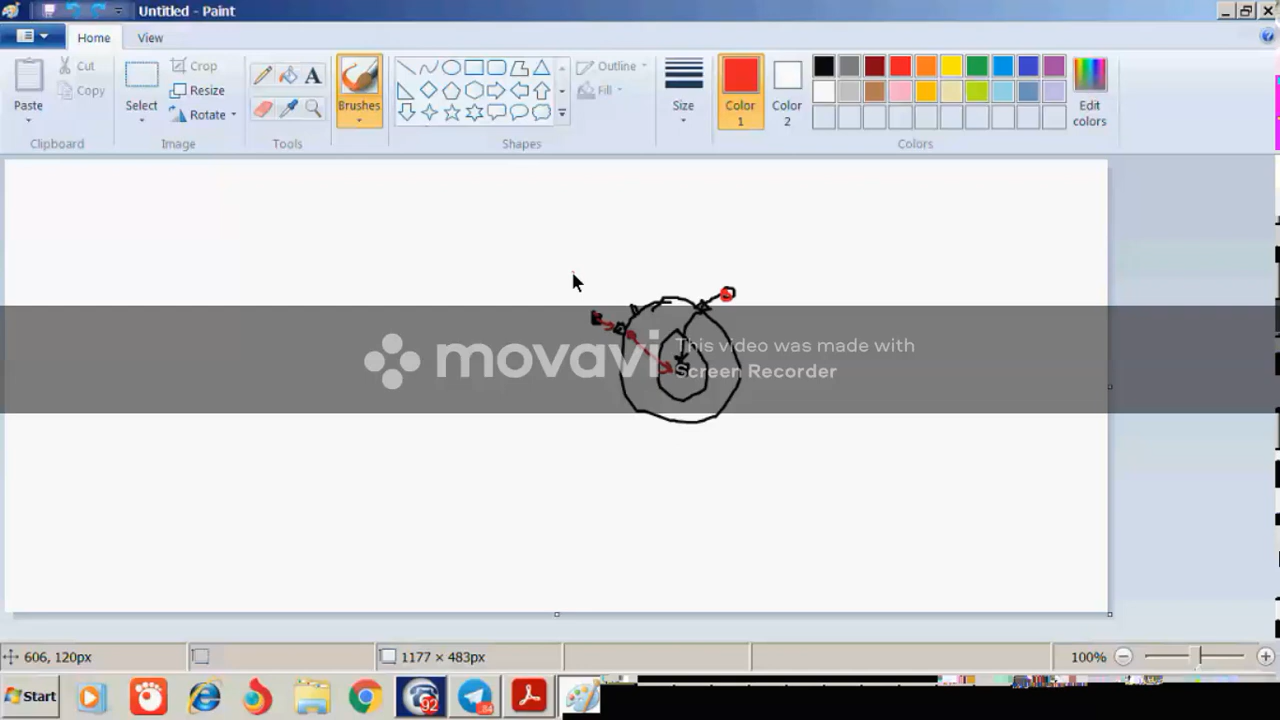 Untitled - Paint
Home View
Paste
Cut
Copy
Clipboard
Select
Crop
Resize
Rotate
Image
A
Tools
Brushes
Shapes
Outline
Fill
Size
Color 1
Color 2
Edit colors
Colors
movavi
This video was made with
Screen Recorder
606, 120px
1177 × 483px
100%
Start
92